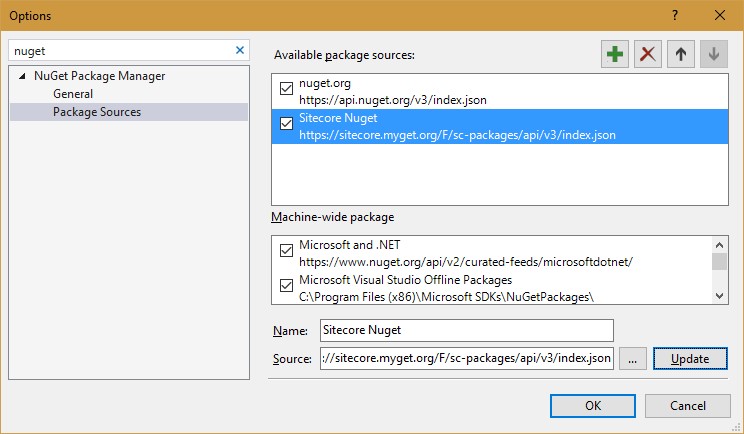 Options
nuget
NuGet Package Manager
General
Package Sources
Available package sources:
nuget.org
https://api.nuget.org/v3/index.json
Sitecore Nuget
https://sitecore.myget.org/F/sc-packages/api/v3/index.json
Machine-wide package
Microsoft and .NET
https://www.nuget.org/api/v2/curated-feeds/microsoftdotnet/
Microsoft Visual Studio Offline Packages
C:\Program Files (x86)\Microsoft SDKs\NuGetPackages\
Name: Sitecore Nuget
Source: ://sitecore.myget.org/F/sc-packages/api/v3/index.json ... Update
OK Cancel